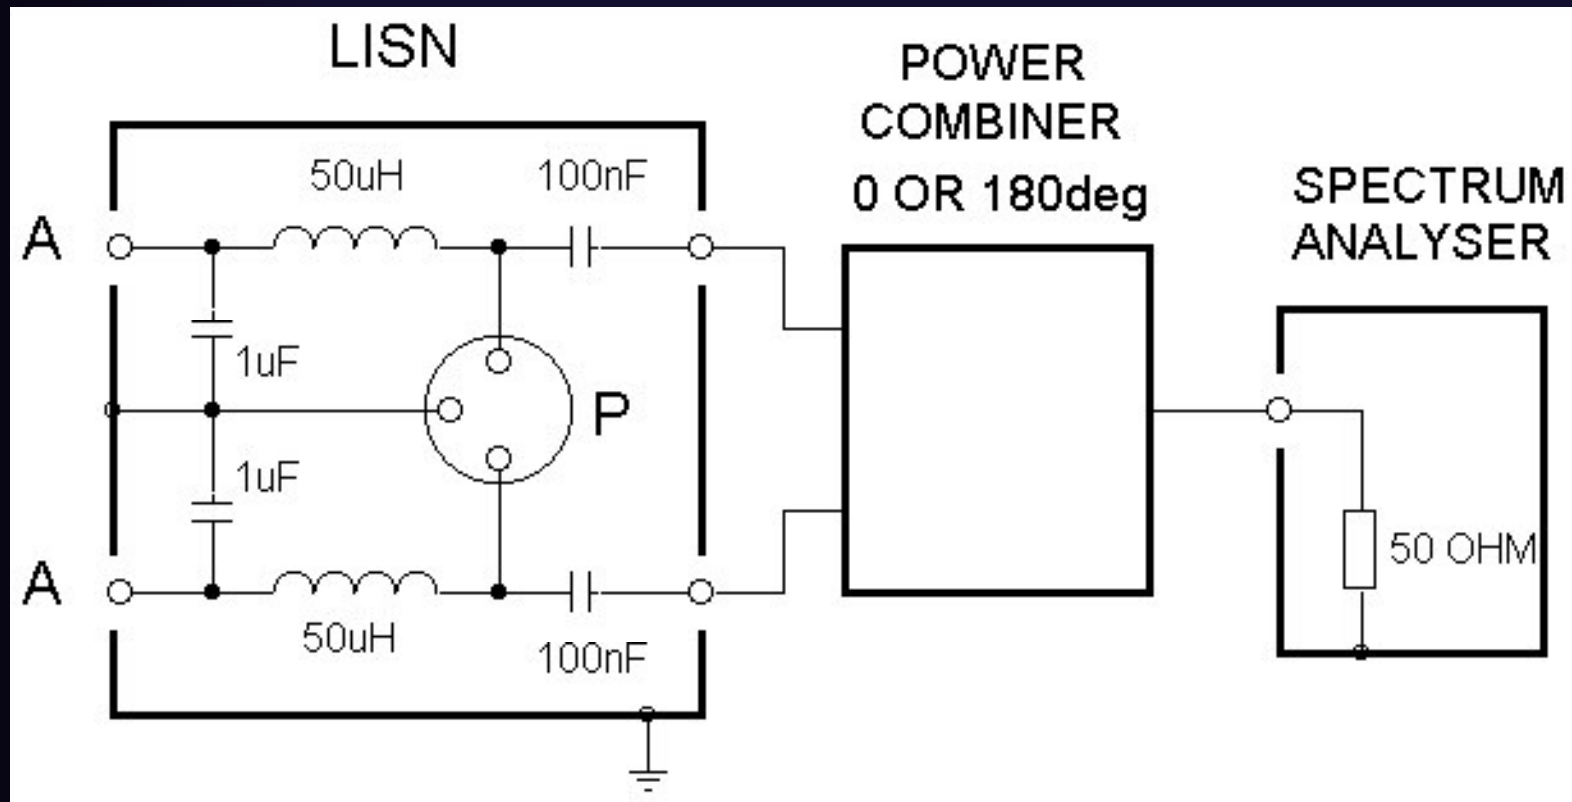 LISN
POWER
COMBINER
0 OR 180deg
SPECTRUM
ANALYSER
50uH
100nF
A
1uF
P
1uF
A
50uH
100nF
50 OHM